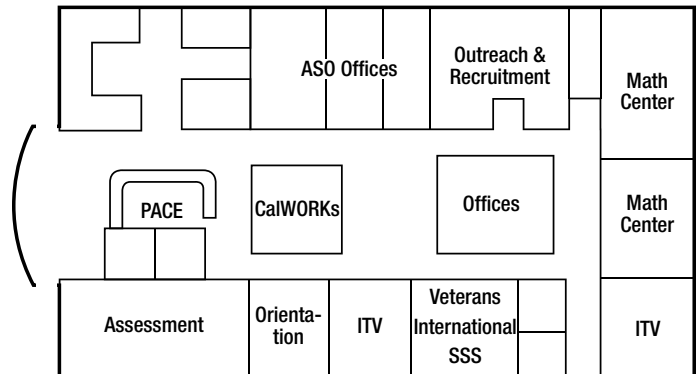 ASO Offices
Outreach &
Recruitment
Math
Center
PACE
CalWORKs
Offices
Math
Center
Assessment
Orienta-
tion
ITV
Veterans
International
SSS
ITV